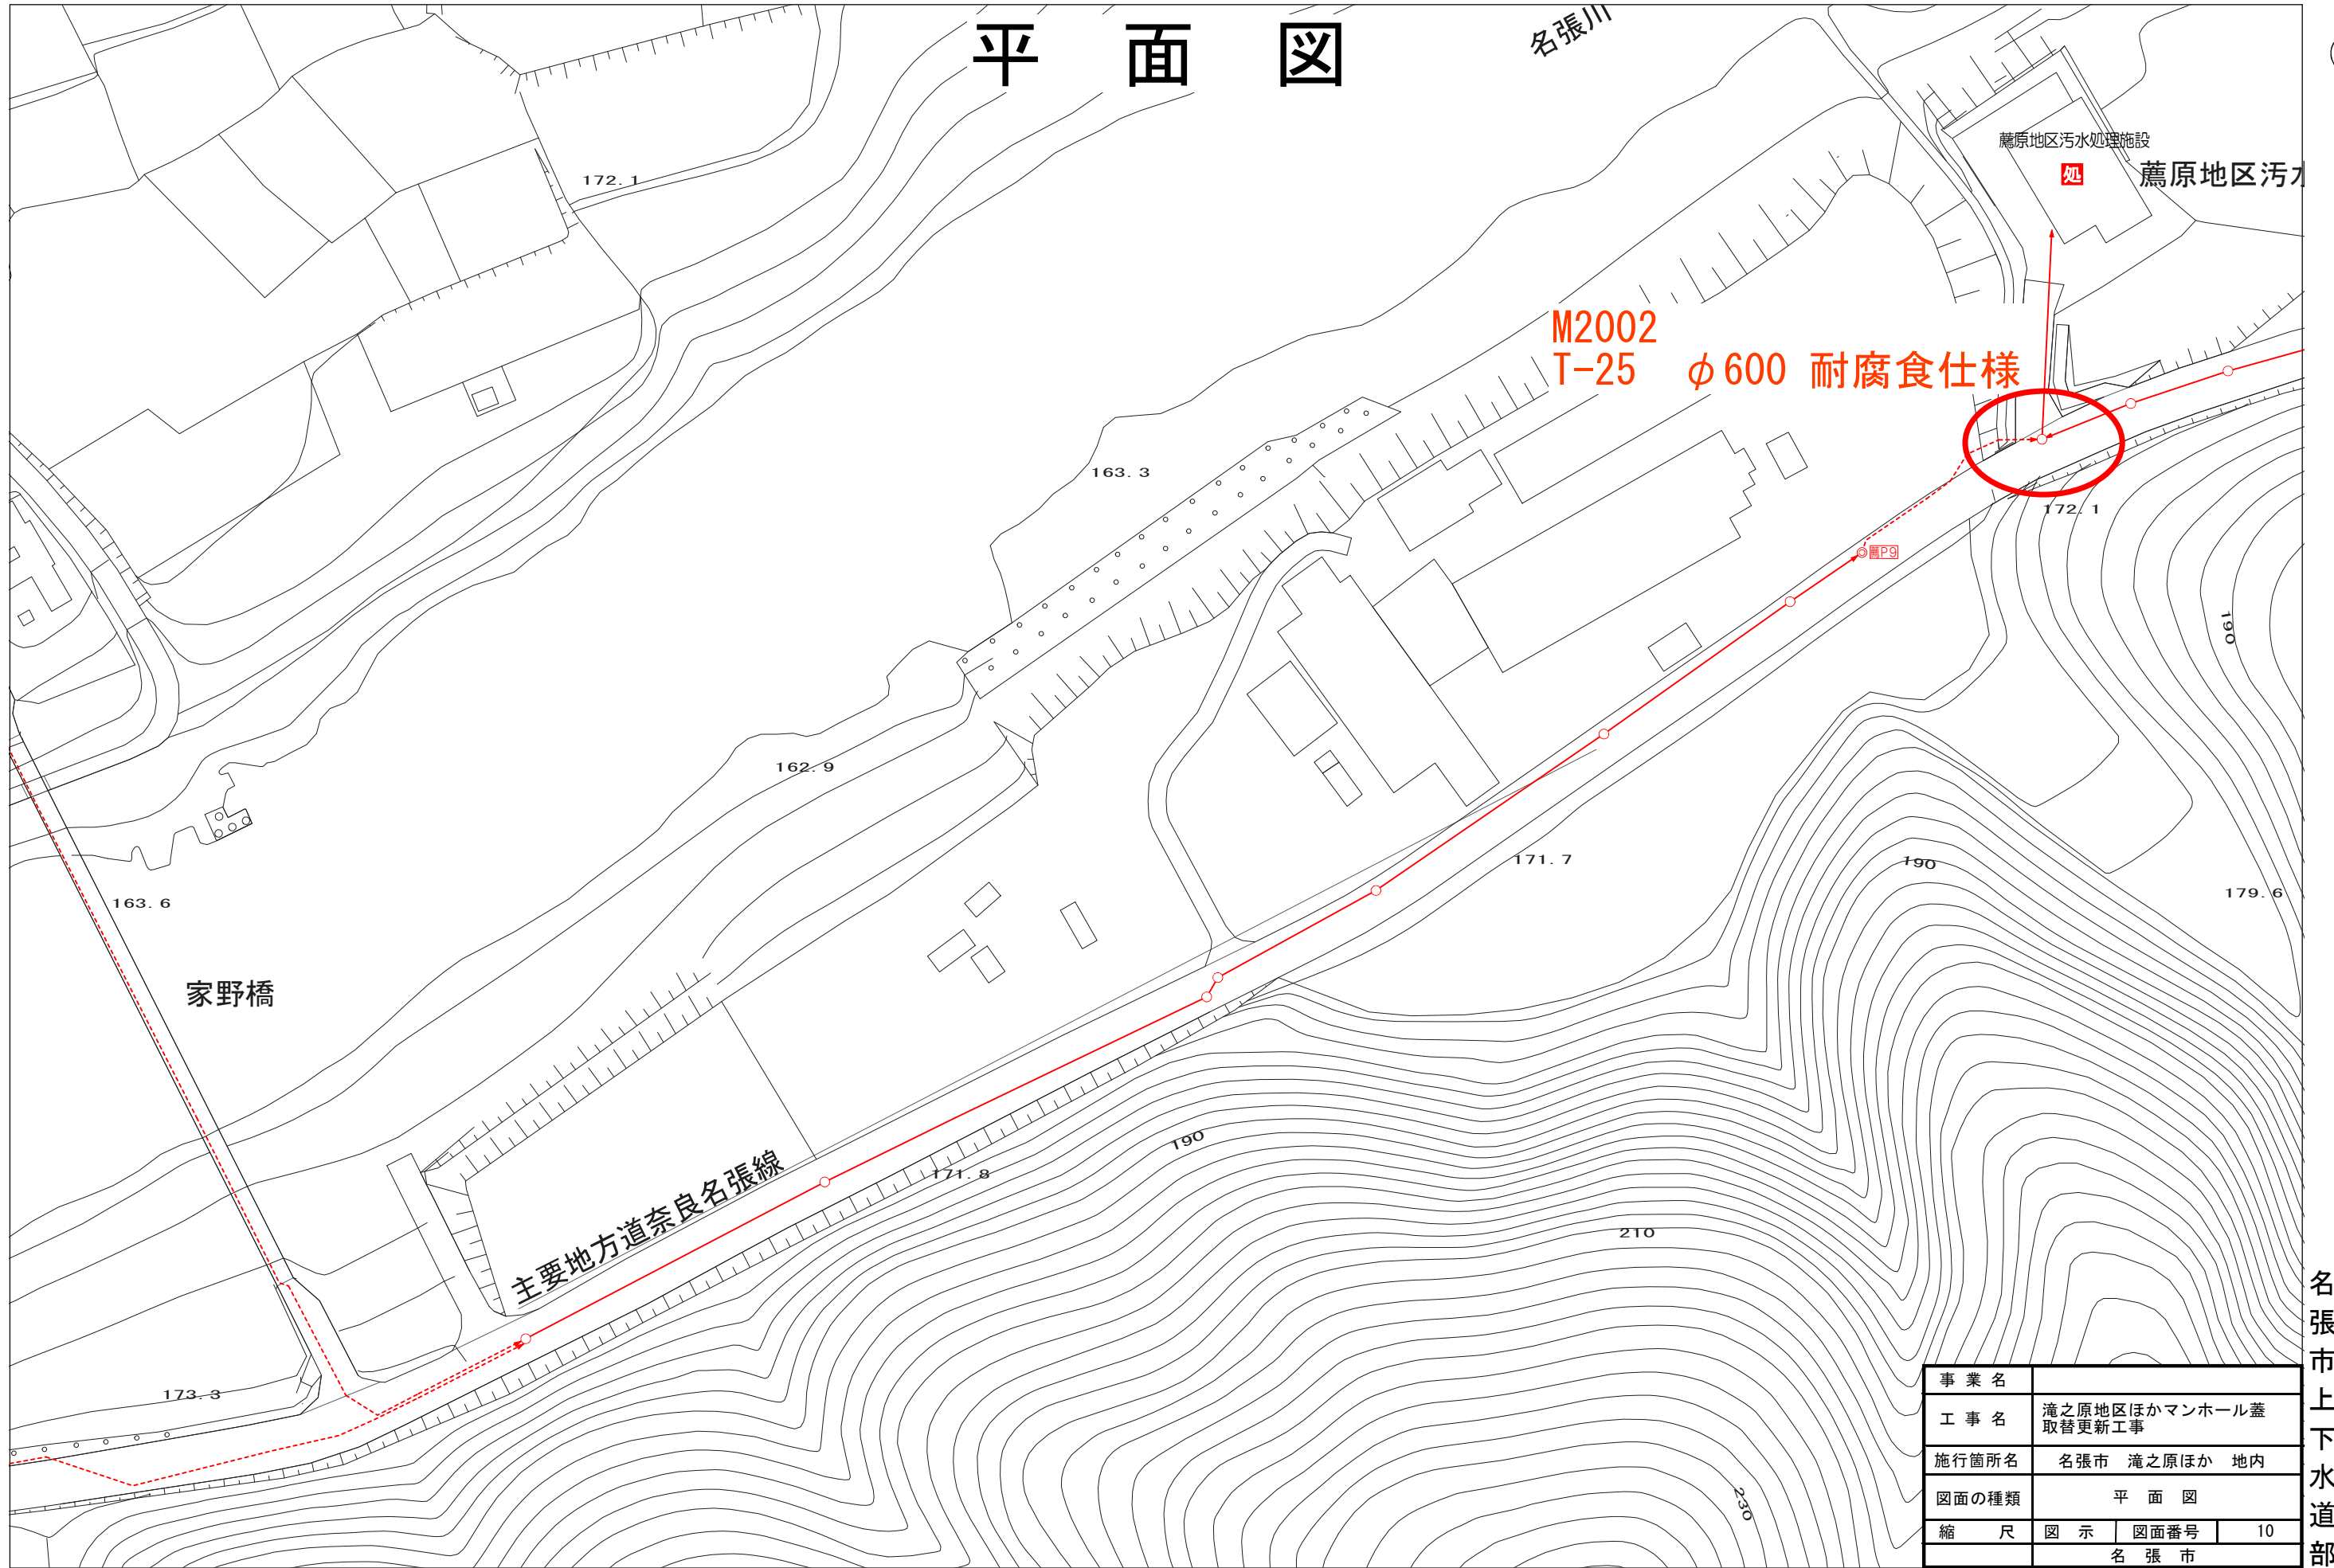 平 面 図
名張川
172.1
薦原地区汚水処理施設
処
薦原地区汚水
M2002
T-25 φ600 耐腐食仕様
163.3
172.1
薦P9
190
162.9
171.7
190
179.6
163.6
家野橋
190
171.8
主要地方道奈良名張線
210
173.3
230
事 業 名
工 事 名 滝之原地区ほかマンホール蓋
取替更新工事
施行箇所名 名張市 滝之原ほか 地内
図面の種類 平 面 図
縮 尺 図 示 図面番号 10
名 張 市
名張市上下水道部